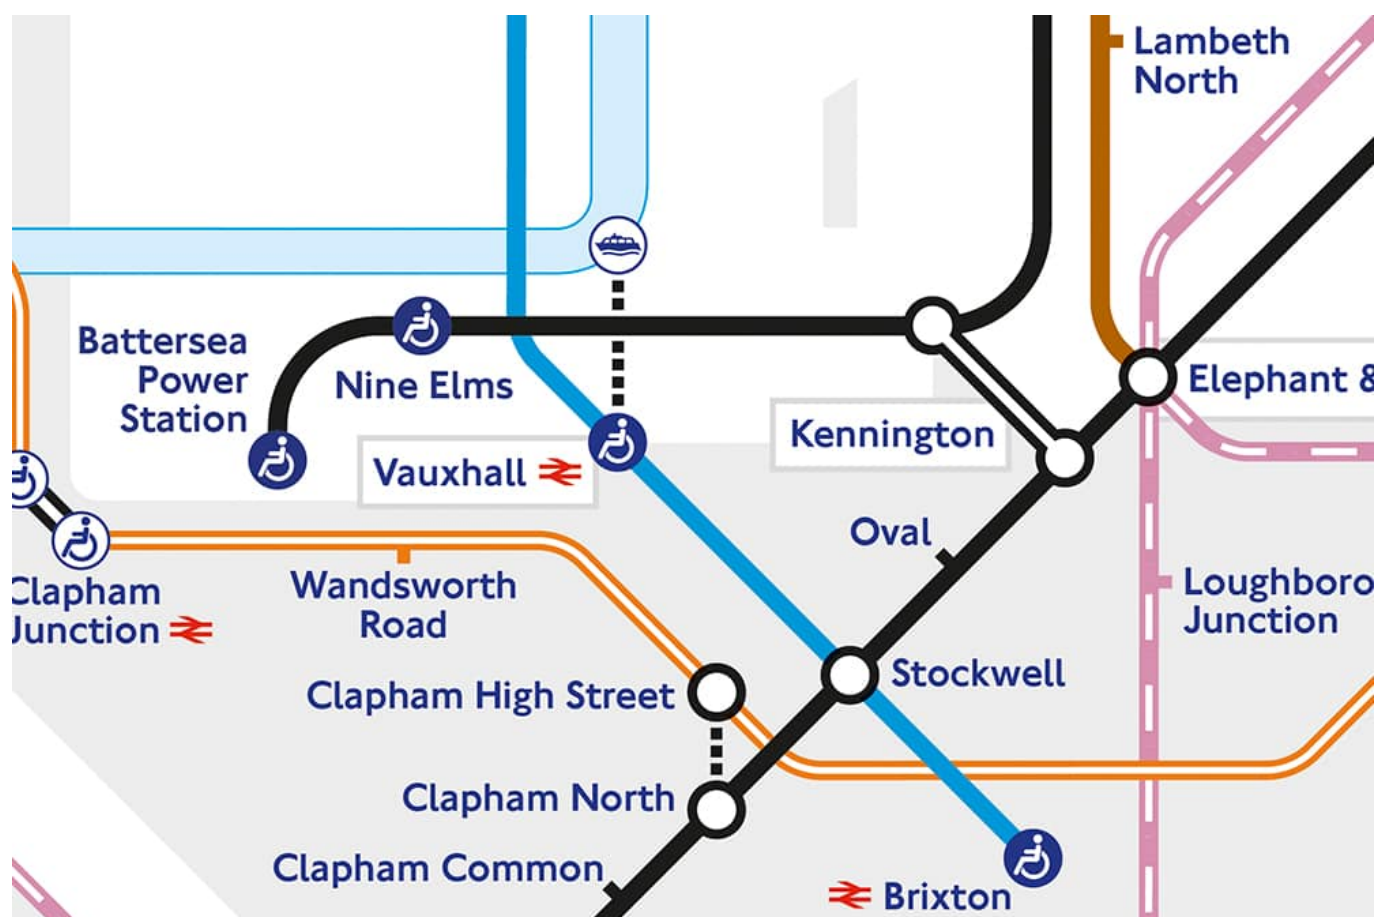 Lambeth
North
Battersea
Power
Station
Nine Elms
Elephant &
Vauxhall
Kennington
Oval
Clapham
Junction
Wandsworth
Road
Loughboro
Junction
Clapham High Street
Stockwell
Clapham North
Clapham Common
Brixton